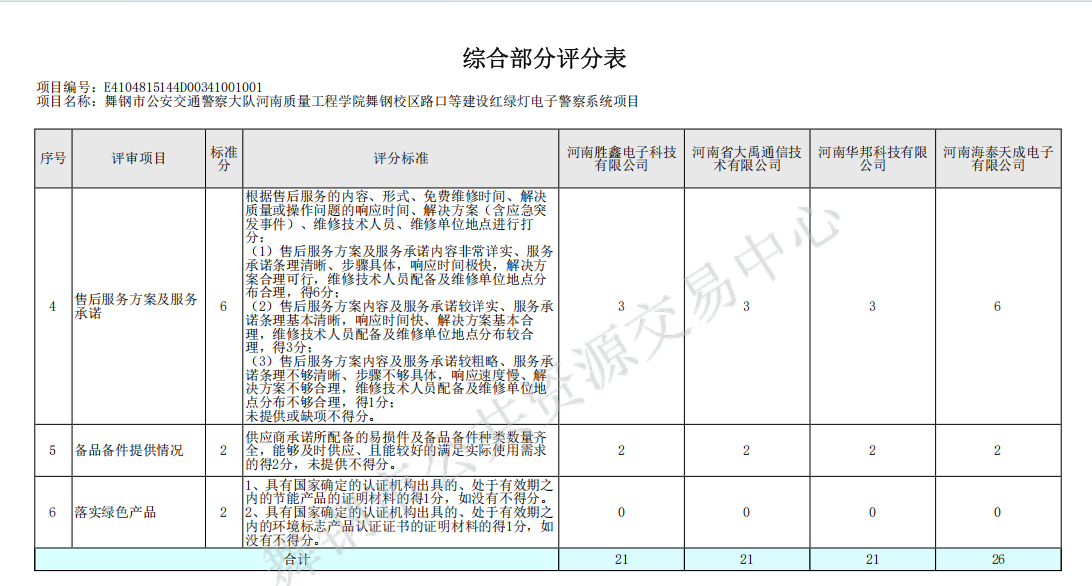 综合部分评分表
项目编号：E4104815144D00341001001
项目名称：舞钢市公安交通警察大队河南质量工程学院舞钢校区路口等建设红绿灯电子警察系统项目
序号
评审项目
标准
分
评分标准
河南胜鑫电子科技
有限公司
河南省大禹通信技
术有限公司
河南华邦科技有限
公司
河南海泰天成电子
有限公司
4
售后服务方案及服务
承诺
6
根据售后服务的内容、形式、免费维修时间、解决
质量或操作问题的响应时间、解决方案（含应急突
发事件）、维修技术人员、维修单位地点进行打
分：
（1）售后服务方案及服务承诺内容非常详实、服务
承诺条理清晰、步骤具体，响应时间极快，解决方
案合理可行，维修技术人员配备及维修单位地点分
布合理，得6分；
（2）售后服务方案内容及服务承诺较详实、服务承
诺条理基本清晰，响应时间快、解决方案基本合
理，维修技术人员配备及维修单位地点分布较合
理，得3分；
（3）售后服务方案内容及服务承诺较粗略、服务承
诺条理不够清晰、步骤不够具体，响应速度慢、解
决方案不够合理，维修技术人员配备及维修单位地
点分布不够合理，得1分；
未提供或缺项不得分。
3
3
3
6
5
备品备件提供情况
2
供应商承诺所配备的易损件及备品备件种类数量齐
全，能够及时供应、且能较好的满足实际使用需求
的得2分，未提供不得分。
2
2
2
2
6
落实绿色产品
2
1、具有国家确定的认证机构出具的、处于有效期之
内的节能产品的证明材料的得1分，如没有不得分。
2、具有国家确定的认证机构出具的、处于有效期之
内的环境标志产品认证证书的证明材料的得1分，如
没有不得分。
0
0
0
0
合计
21
21
21
26
舞钢市公共资源交易中心